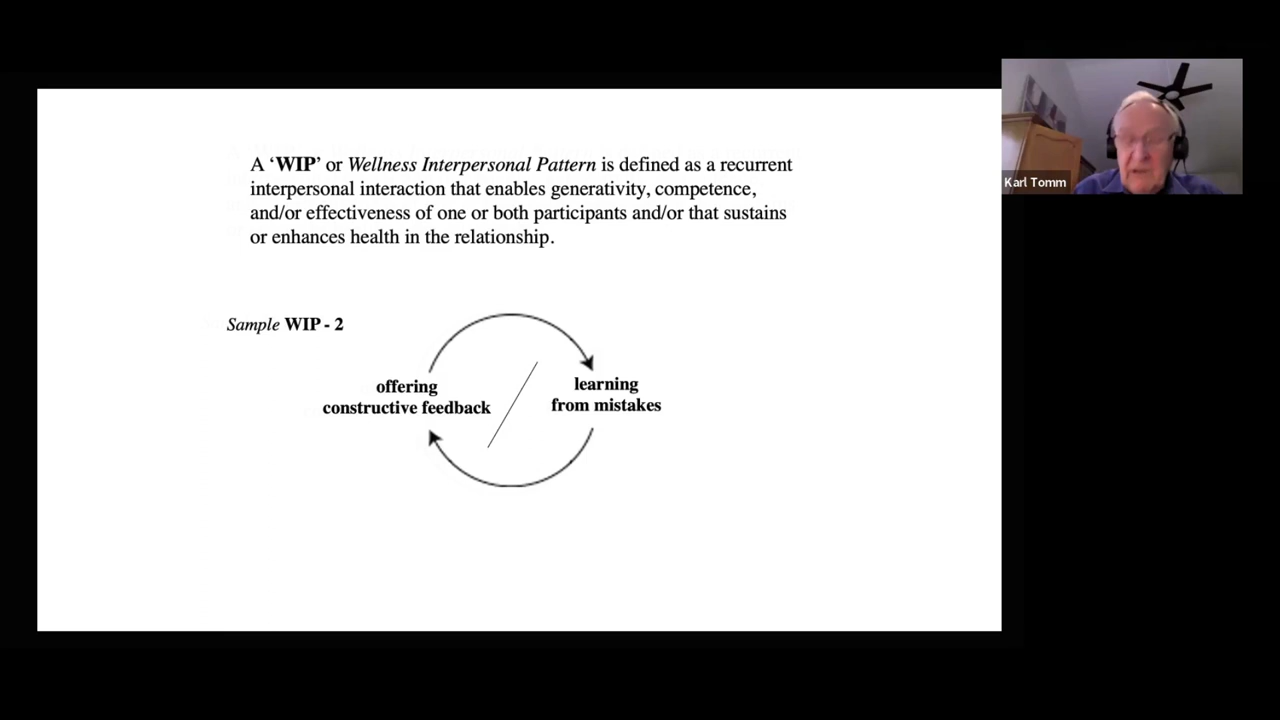 A ‘WIP’ or Wellness Interpersonal Pattern is defined as a recurrent
interpersonal interaction that enables generativity, competence,
and/or effectiveness of one or both participants and/or that sustains
or enhances health in the relationship.
Sample WIP - 2
offering
constructive feedback
learning
from mistakes
Karl Tomm